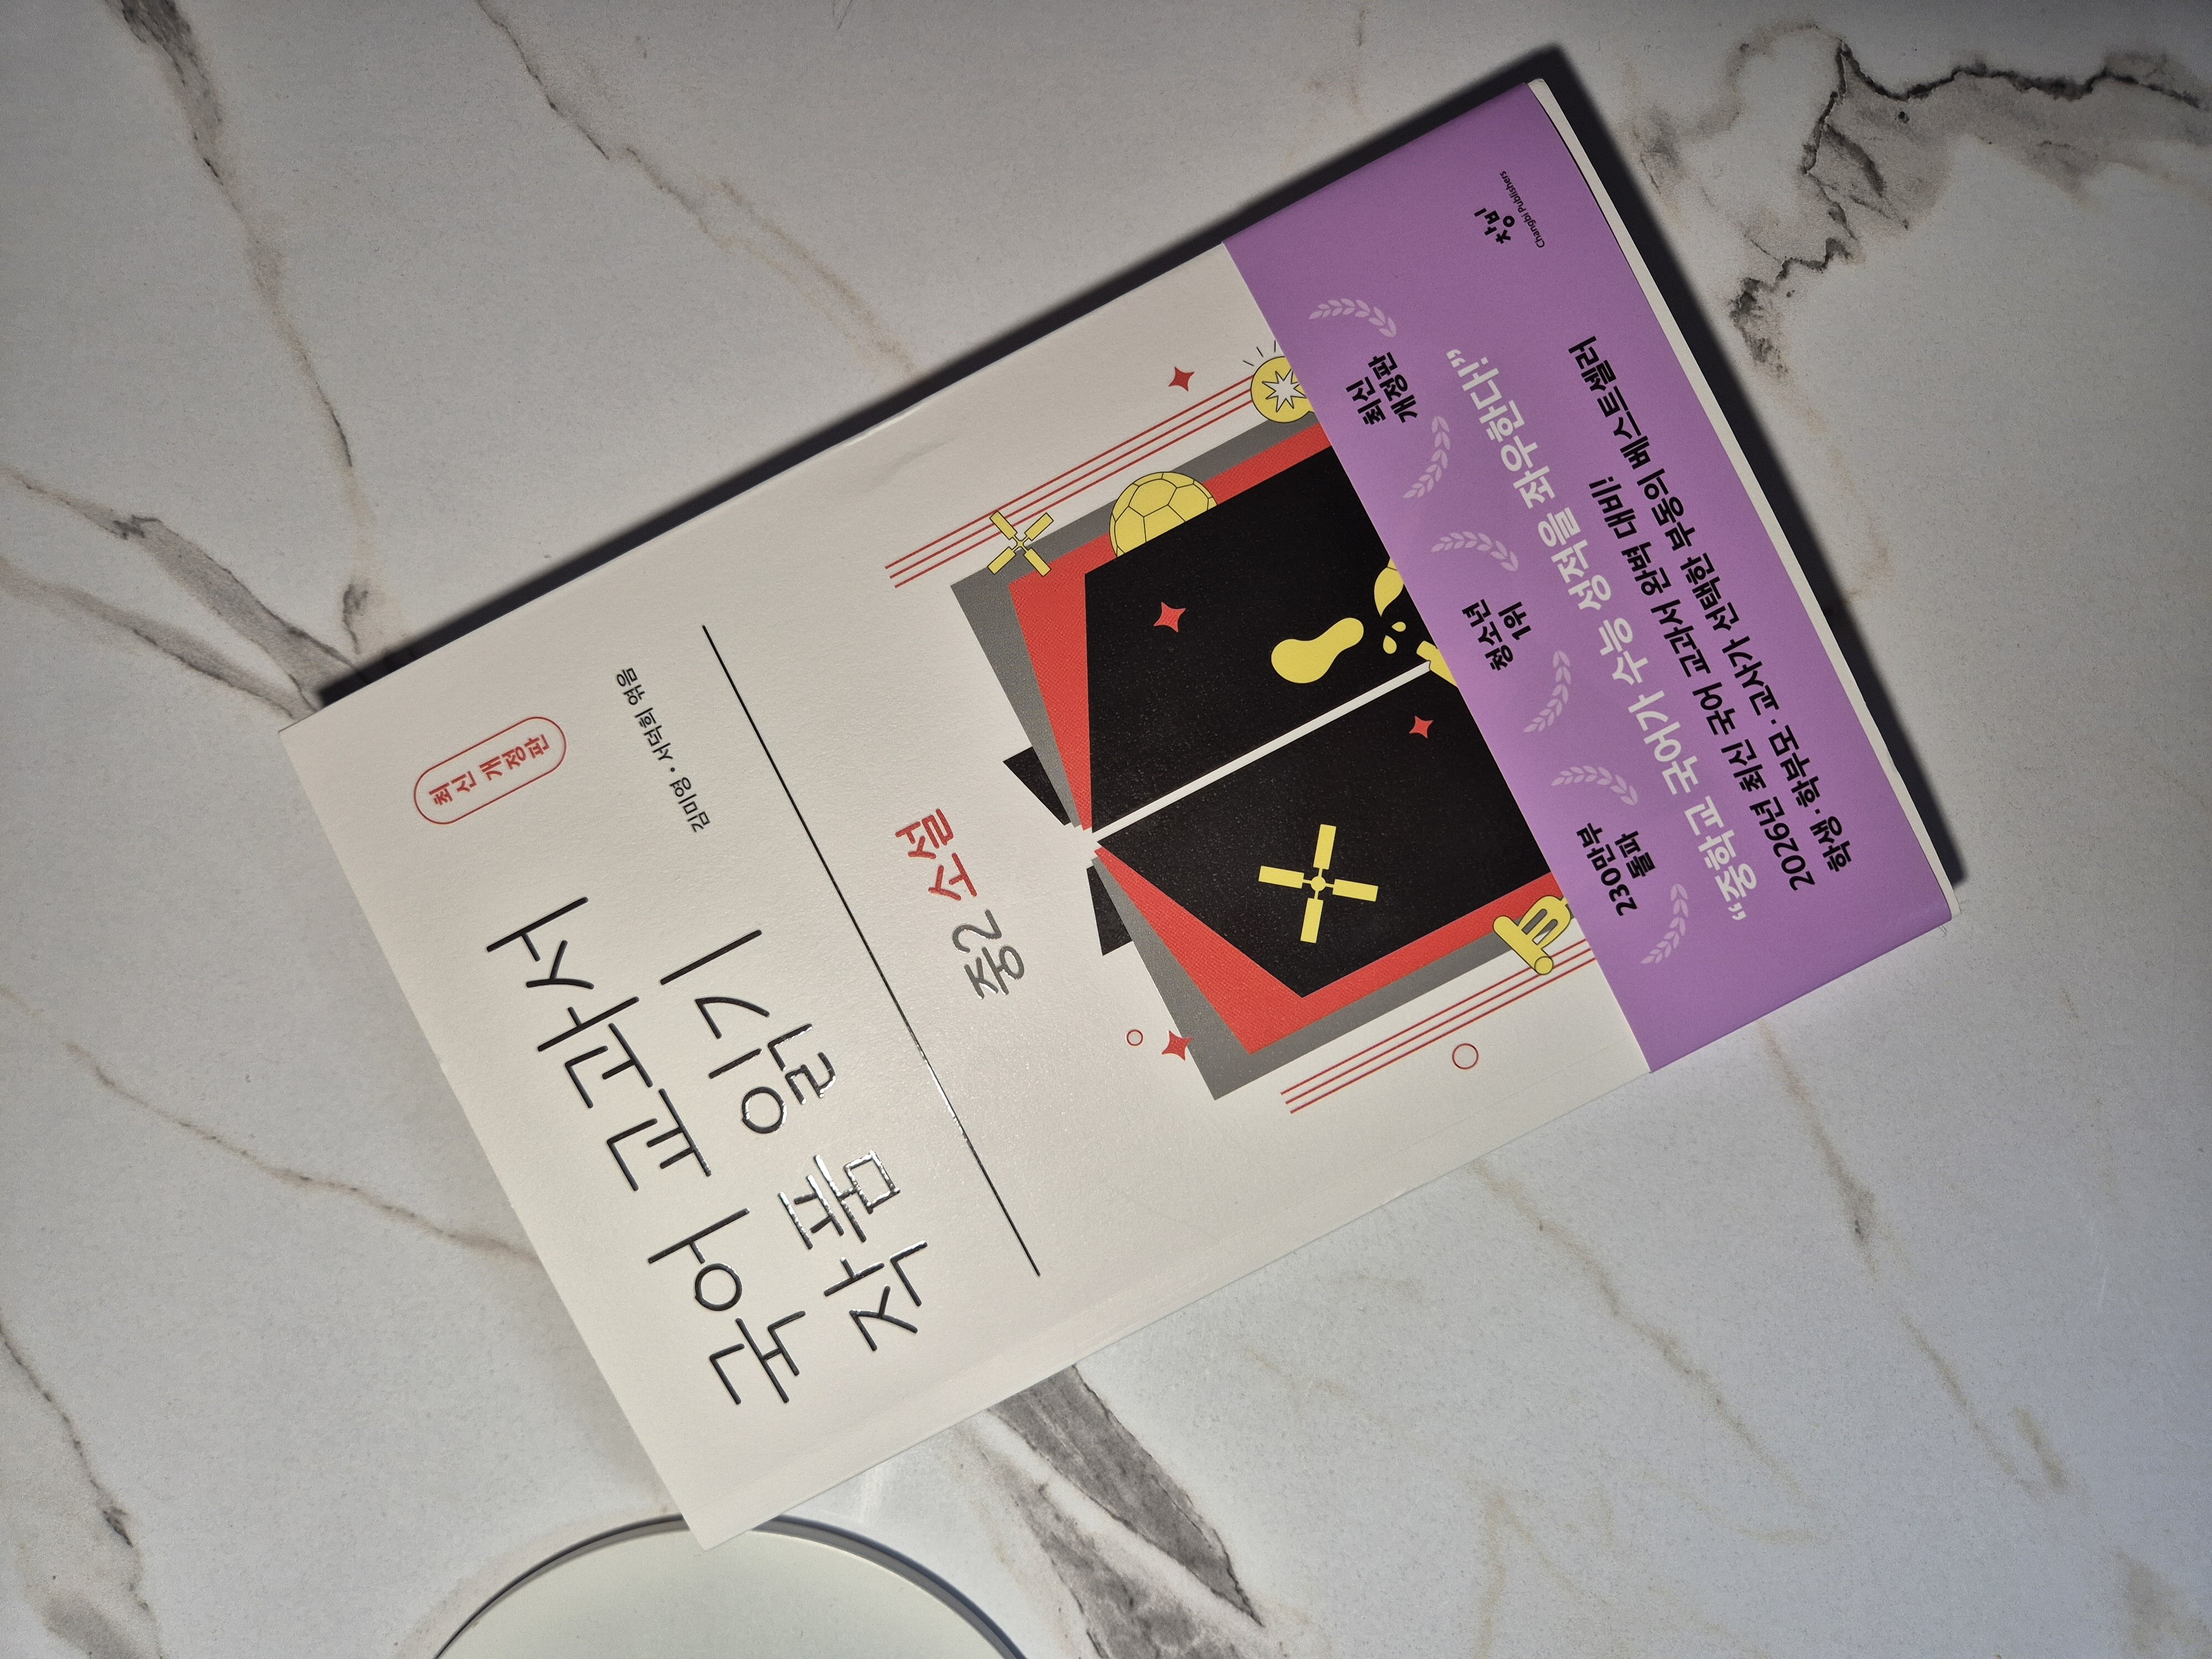 국어 교과서
작품 읽기
최신 개정판
김미영 • 서덕희 엮음
중2 소설
230만부
돌파
청소년
1위
최신
개정판
“중학교 국어가 수능 성적을 좌우한다!”
2026년 최신 국어 교과서 완벽 대비!
학생·학부모·교사가 선택한 부동의 베스트셀러
창비
Changbi Publishers